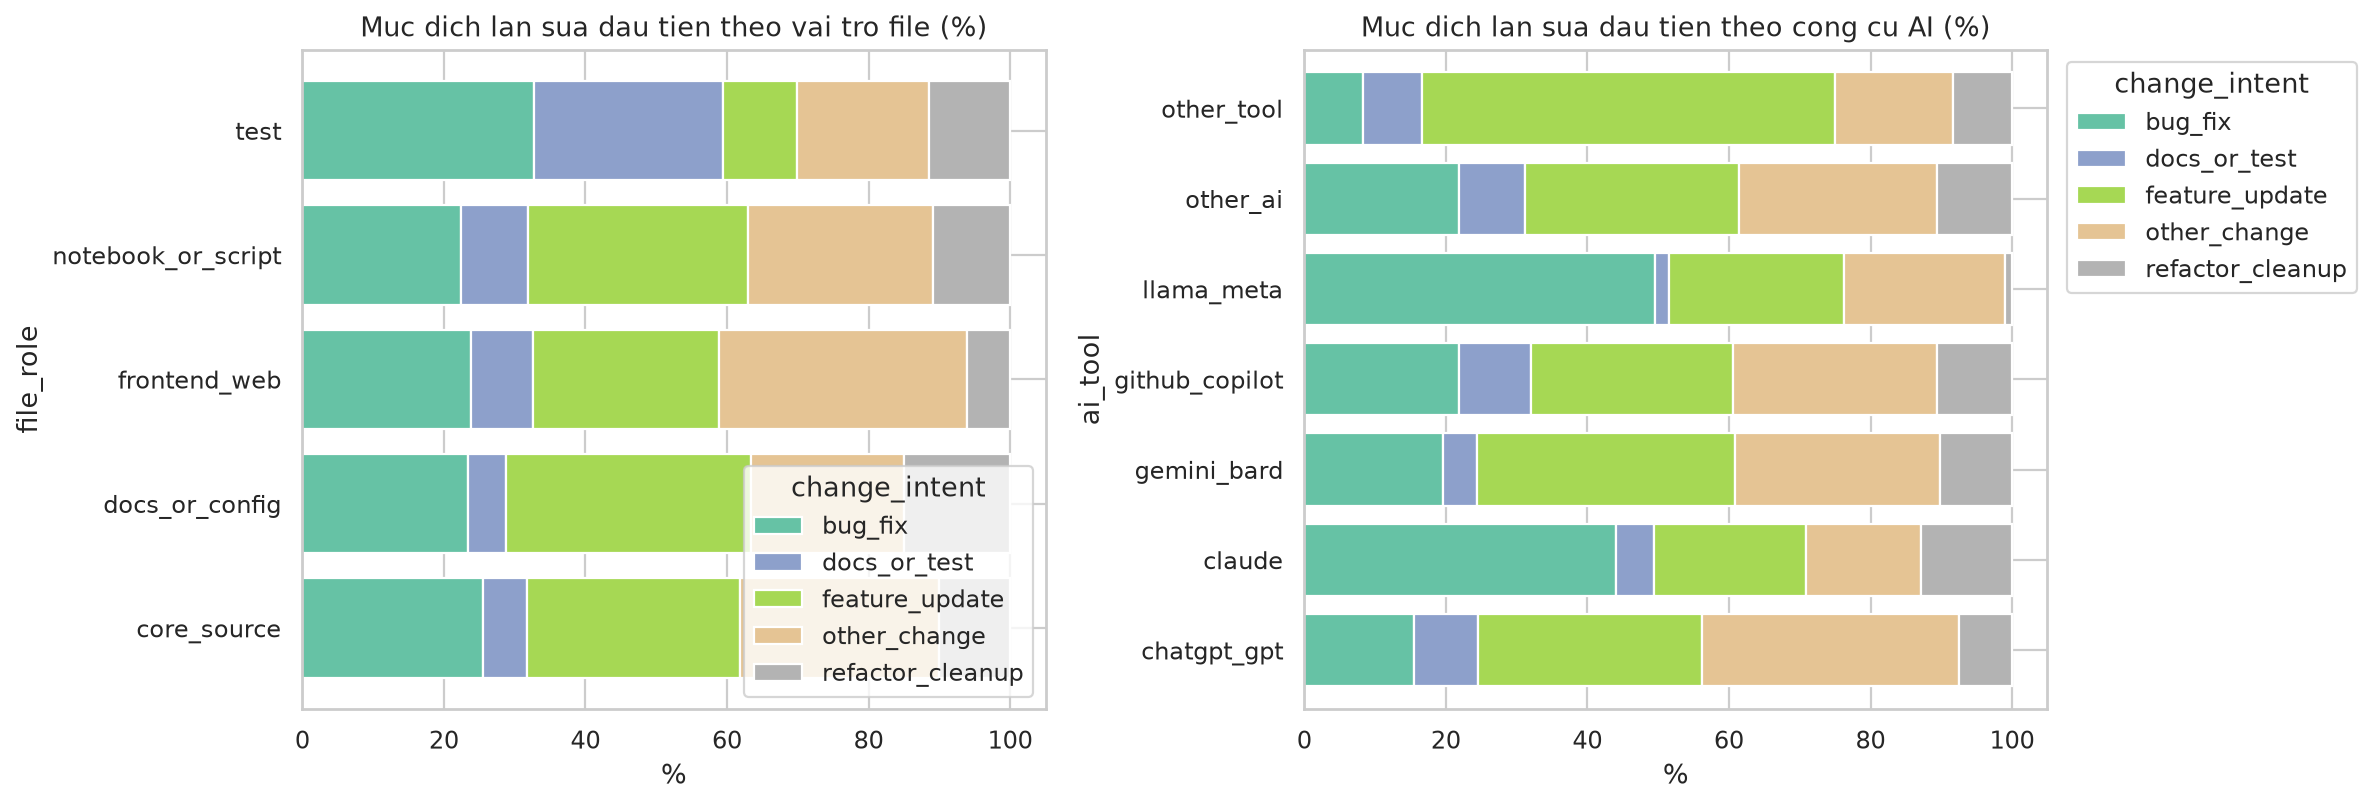 Muc dich lan sua dau tien theo vai tro file (%)
file_role
test
notebook_or_script
frontend_web
docs_or_config
core_source
change_intent
bug_fix
docs_or_test
feature_update
other_change
refactor_cleanup
0 20 40 60 80 100
%
Muc dich lan sua dau tien theo cong cu AI (%)
ai_tool
other_tool
other_ai
llama_meta
github_copilot
gemini_bard
claude
chatgpt_gpt
0 20 40 60 80 100
%
change_intent
bug_fix
docs_or_test
feature_update
other_change
refactor_cleanup